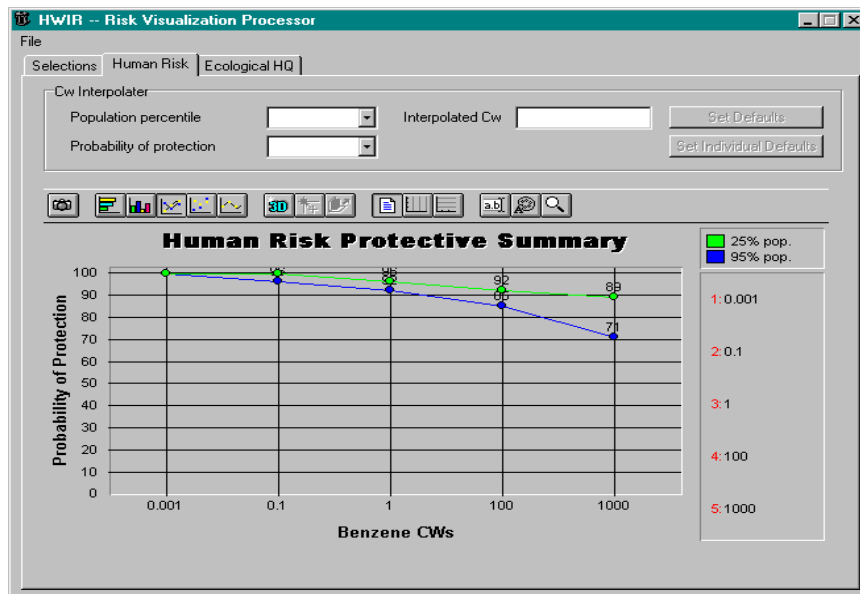 HWIR -- Risk Visualization Processor
File
Selections Human Risk Ecological HQ
Cw Interpolater
Population percentile Interpolated Cw Set Defaults
Probability of protection Set Individual Defaults
3D a.b
Human Risk Protective Summary
25% pop.
95% pop.
100
90
80
70
60
50
40
30
20
10
0
Probability of Protection
96 92 89
71
0.001 0.1 1 100 1000
Benzene CWs
1: 0.001
2: 0.1
3: 1
4: 100
5: 1000